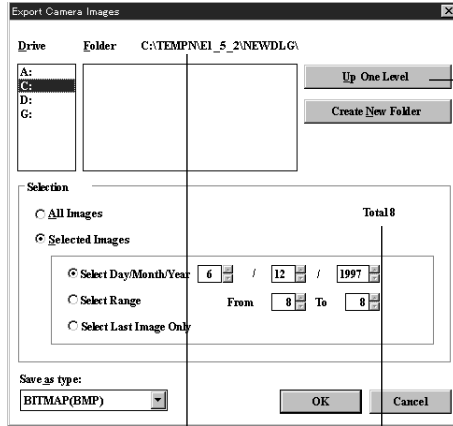 Export Camera Images
Drive Folder C:\TEMPN\E1_5_2\NEWDLG\
A:
C:
D:
G:
Up One Level
Create New Folder
Selection
All Images
Total 8
Selected Images
Select Day/Month/Year 6 / 12 / 1997
Select Range From 8 To 8
Select Last Image Only
Save as type:
BITMAP(BMP)
OK Cancel